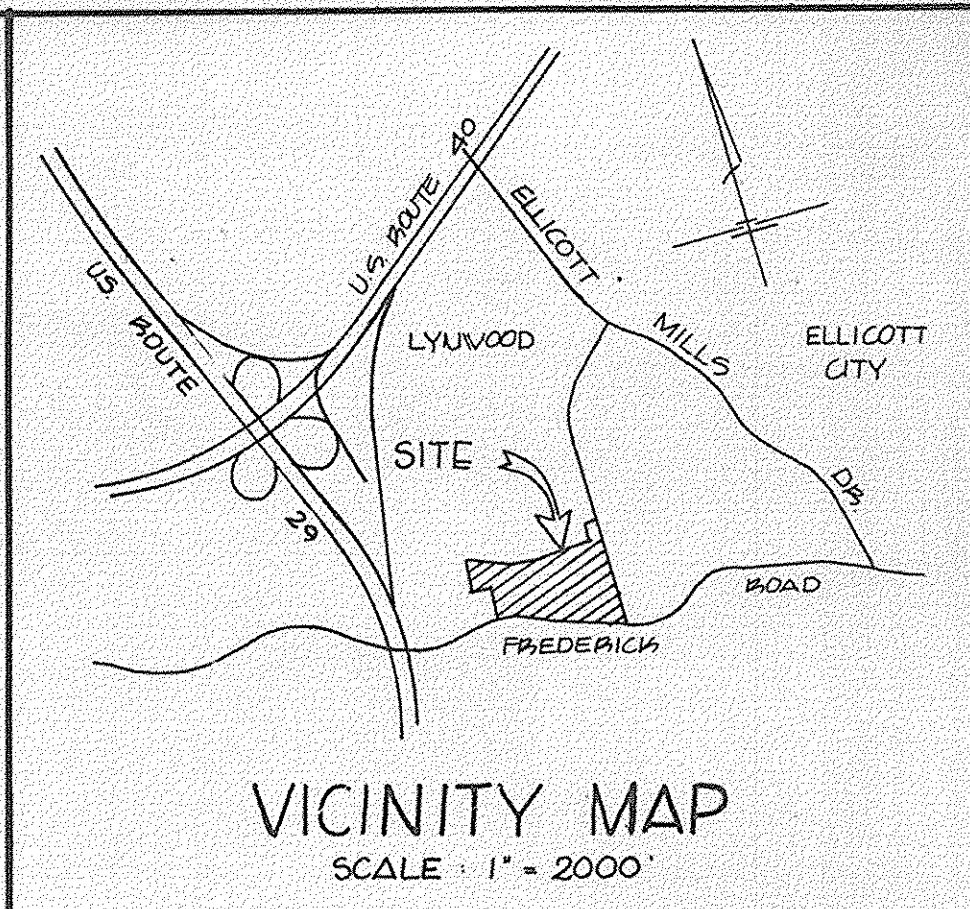 U.S. ROUTE 40
ELLICOTT MILLS DR.
U.S. ROUTE 29
LYNWOOD
ELLICOTT
CITY
SITE
FREDERICK ROAD
VICINITY MAP
SCALE : 1" = 2000'